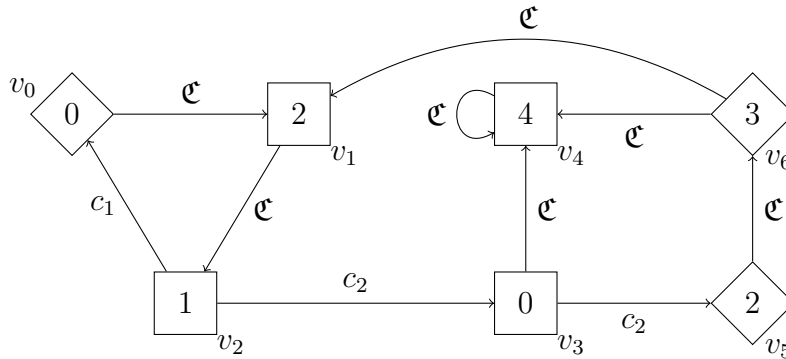 ℭ
v₀ 0 ℭ 2 ℭ 4 3
v₁ v₄ ℭ v₆
c₁ ℭ ℭ ℭ
1 c₂ 0 c₂ 2
v₂ v₃ v₅